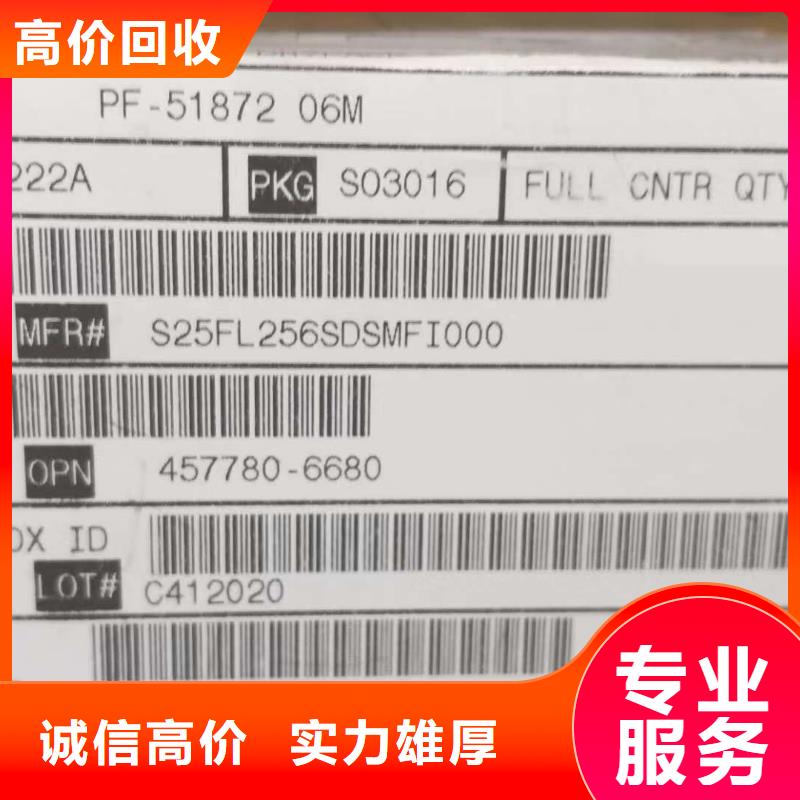 高价回收
PF-51872 06M
222A PKG SO3016 FULL CNTR QTY
MFR# S25FL256SDSMFI000
OPN 457780-6680
OX ID
LOT# C412020
诚信高价 实力雄厚
专业
服务